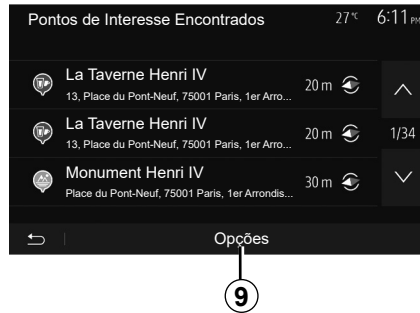 Pontos de Interesse Encontrados 27℃ 6:11 PM
La Taverne Henri IV
13, Place du Pont-Neuf, 75001 Paris, 1er Arro... 20 m
La Taverne Henri IV
13, Place du Pont-Neuf, 75001 Paris, 1er Arro... 20 m
1/34
Monument Henri IV
Place du Pont-Neuf, 75001 Paris, 1er Arrondis... 30 m
Opções
9